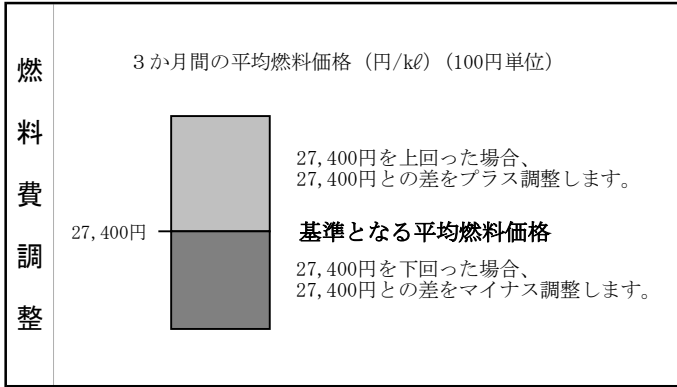 燃料費調整
3か月間の平均燃料価格（円/kℓ）(100円単位)
27,400円を上回った場合、
27,400円との差をプラス調整します。
27,400円
基準となる平均燃料価格
27,400円を下回った場合、
27,400円との差をマイナス調整します。